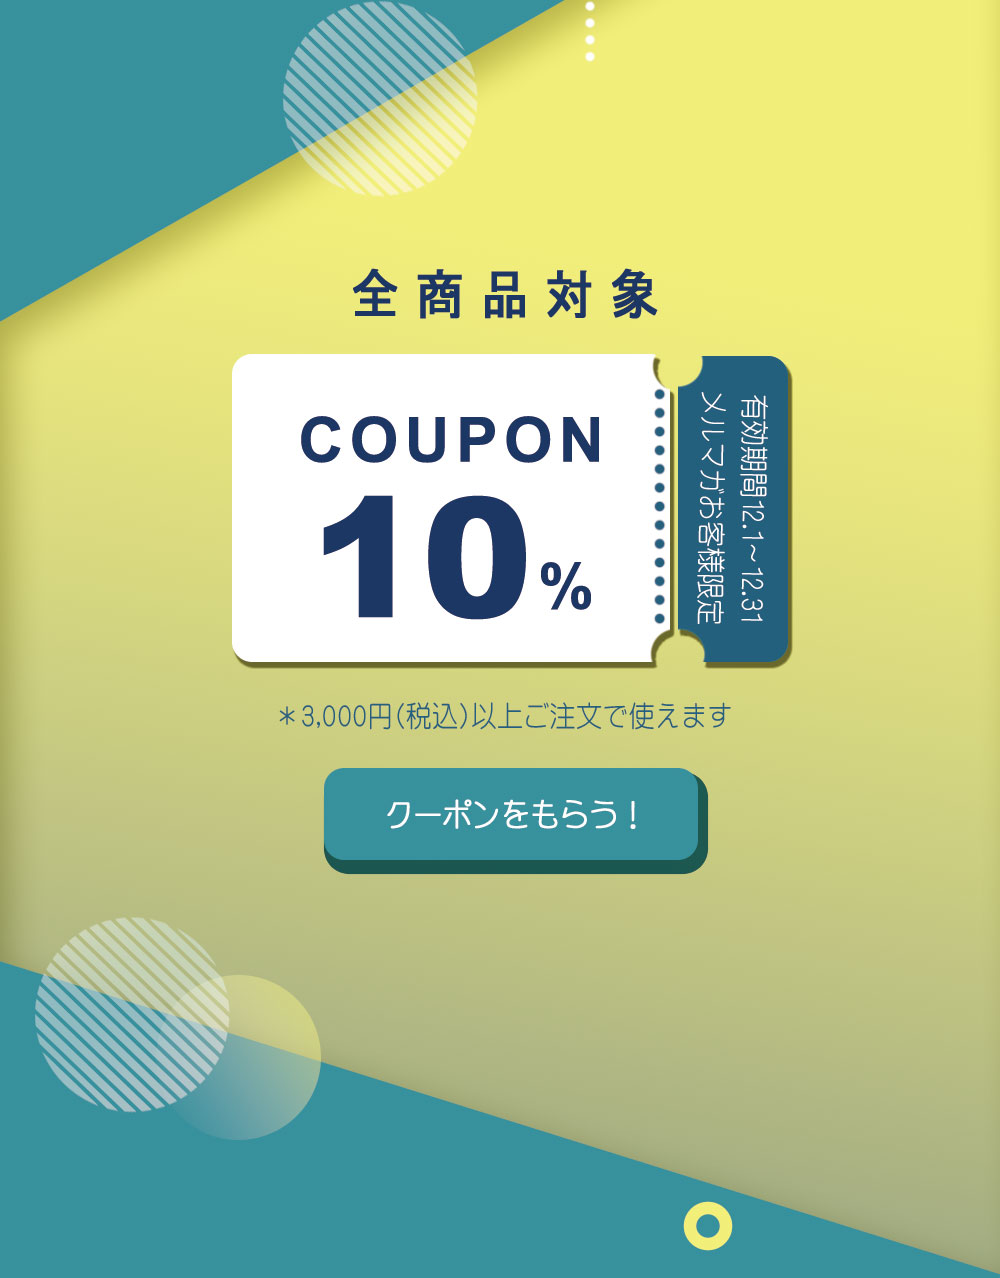 全商品対象
COUPON
10%
有効期間12.1～12.31
メルマガお客様限定
＊3,000円(税込)以上ご注文で使えます
クーポンをもらう！